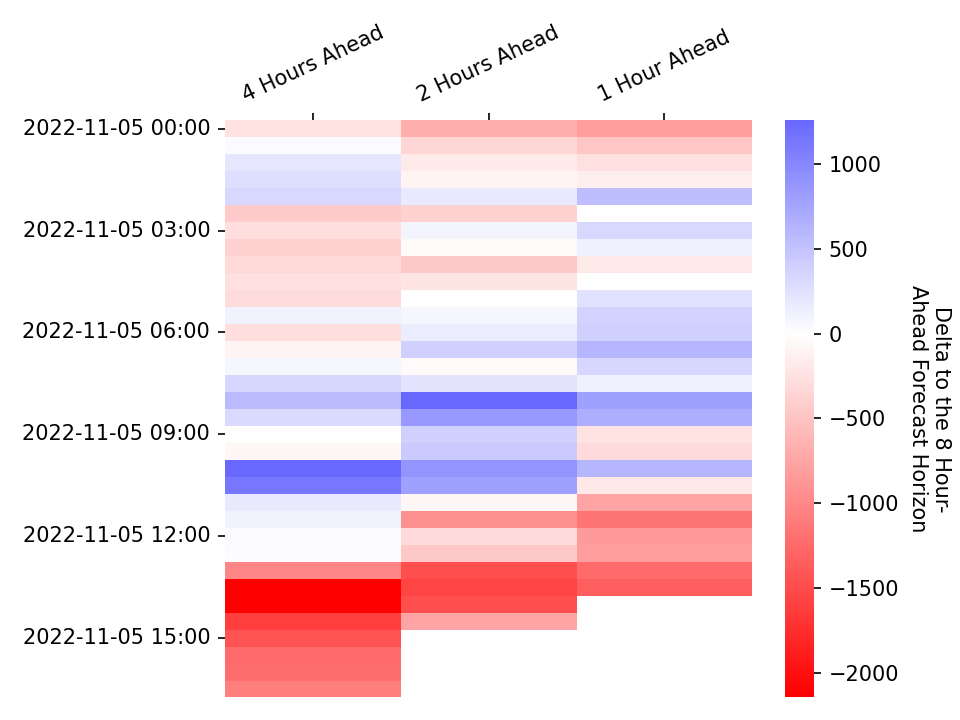 4 Hours Ahead
2 Hours Ahead
1 Hour Ahead
2022-11-05 00:00
2022-11-05 03:00
2022-11-05 06:00
2022-11-05 09:00
2022-11-05 12:00
2022-11-05 15:00
1000
500
0
−500
−1000
−1500
−2000
Delta to the 8 Hour-
Ahead Forecast Horizon